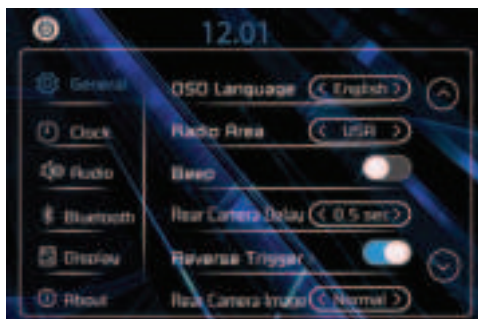 12.01
General
Clock
Audio
Bluetooth
Display
About
OSD Language < English >
Radio Area < USA >
Beep
Rear Camera Delay < 0.5 sec >
Reverse Trigger
Rear Camera Image < Normal >